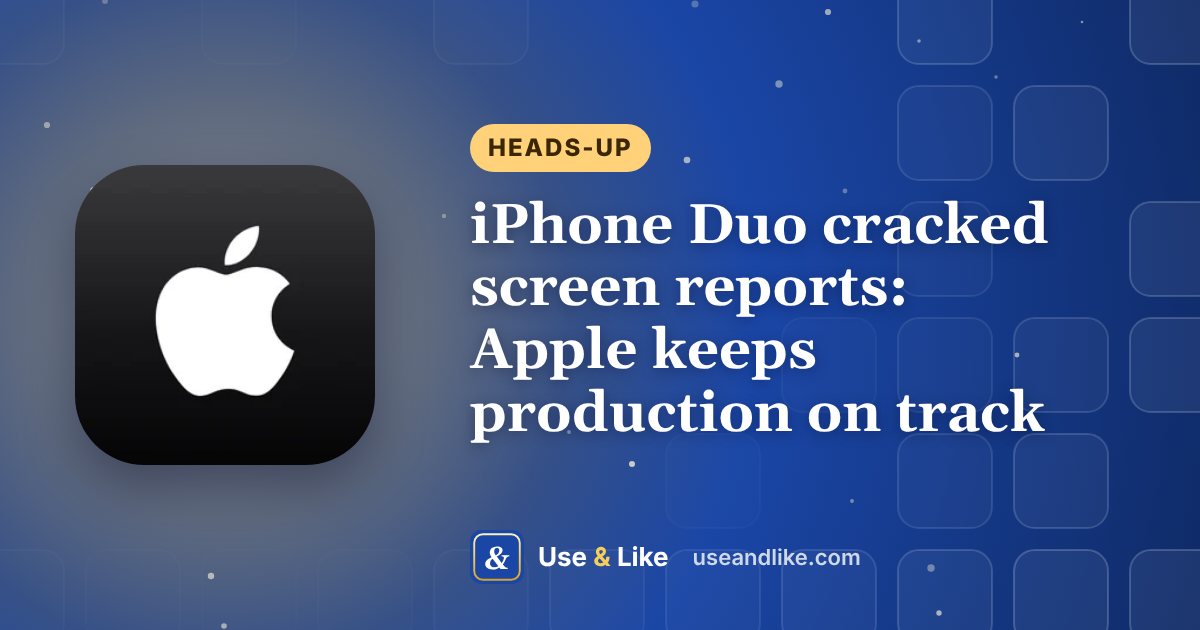 HEADS-UP
iPhone Duo cracked
screen reports:
Apple keeps
production on track
& Use & Like useandlike.com